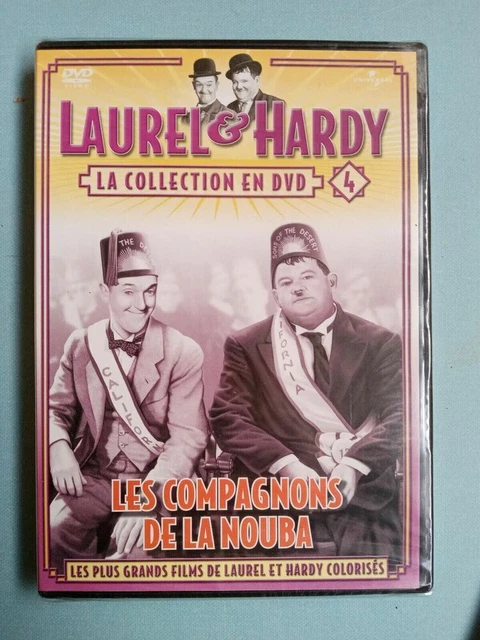 DVD
UNIVERSAL
LAUREL & HARDY
LA COLLECTION EN DVD 4
THE D
SONS OF THE DESERT
CALIFOR
IFORNIA
LES COMPAGNONS
DE LA NOUBA
LES PLUS GRANDS FILMS DE LAUREL ET HARDY COLORISÉS